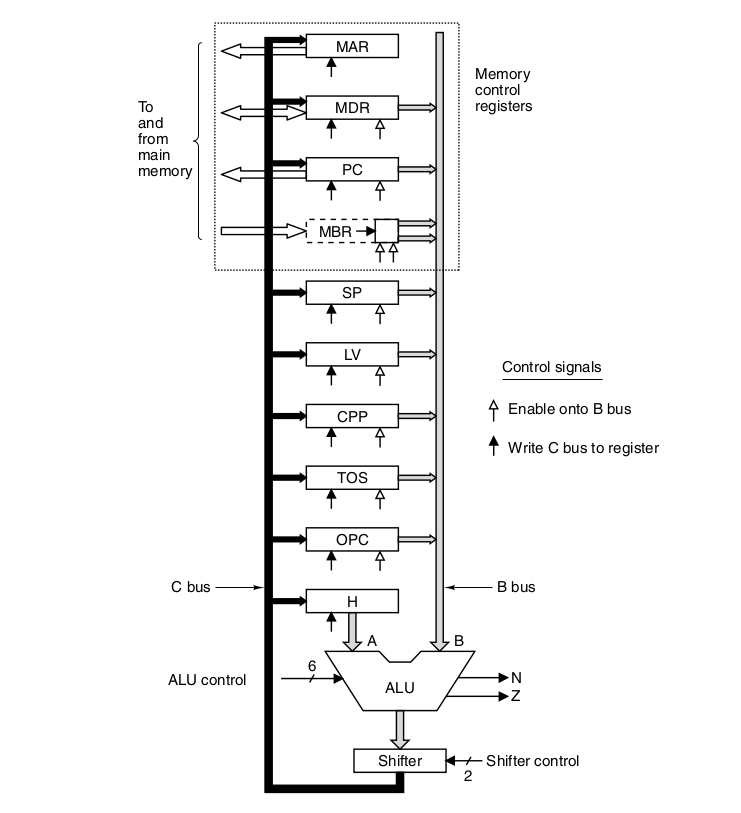 MAR
Memory
control
registers
To
and
from
main
memory
MDR
PC
MBR
SP
LV
Control signals
Enable onto B bus
CPP
Write C bus to register
TOS
OPC
C bus
B bus
H
A
B
6
ALU control
ALU
N
Z
Shifter
Shifter control
2